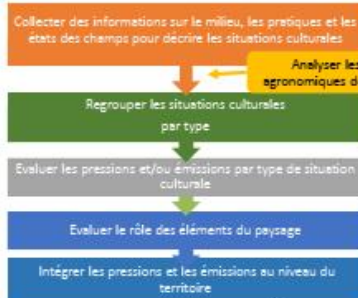 Collecter des informations sur le milieu, les pratiques et les
états des champs pour décrire les situations culturales
Analyser les
agronomiques
Regrouper les situations culturales
par type
Evaluer les pressions et/ou émissions par type de situation
culturale
Evaluer le rôle des éléments du paysage
Intégrer les pressions et les émissions au niveau du
territoire